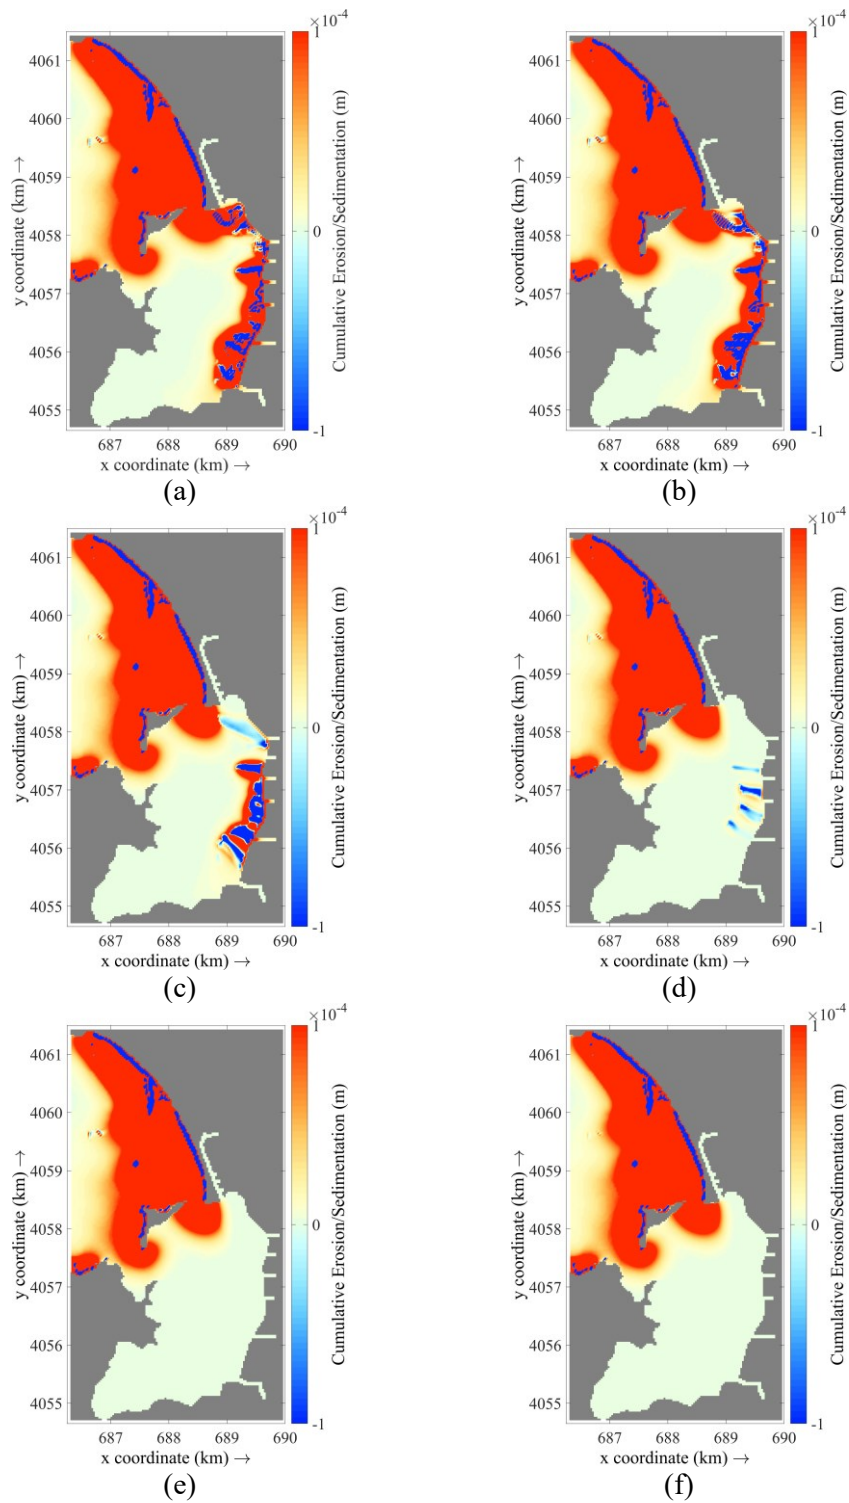 ×10⁻⁴
1
4061
4060
4059
4058
4057
4056
4055
y coordinate (km) →
0
-1
Cumulative Erosion/Sedimentation (m)
687 688 689 690
x coordinate (km) →
(a)
×10⁻⁴
1
4061
4060
4059
4058
4057
4056
4055
y coordinate (km) →
0
-1
Cumulative Erosion/Sedimentation (m)
687 688 689 690
x coordinate (km) →
(b)
×10⁻⁴
1
4061
4060
4059
4058
4057
4056
4055
y coordinate (km) →
0
-1
Cumulative Erosion/Sedimentation (m)
687 688 689 690
x coordinate (km) →
(c)
×10⁻⁴
1
4061
4060
4059
4058
4057
4056
4055
y coordinate (km) →
0
-1
Cumulative Erosion/Sedimentation (m)
687 688 689 690
x coordinate (km) →
(d)
×10⁻⁴
1
4061
4060
4059
4058
4057
4056
4055
y coordinate (km) →
0
-1
Cumulative Erosion/Sedimentation (m)
687 688 689 690
x coordinate (km) →
(e)
×10⁻⁴
1
4061
4060
4059
4058
4057
4056
4055
y coordinate (km) →
0
-1
Cumulative Erosion/Sedimentation (m)
687 688 689 690
x coordinate (km) →
(f)